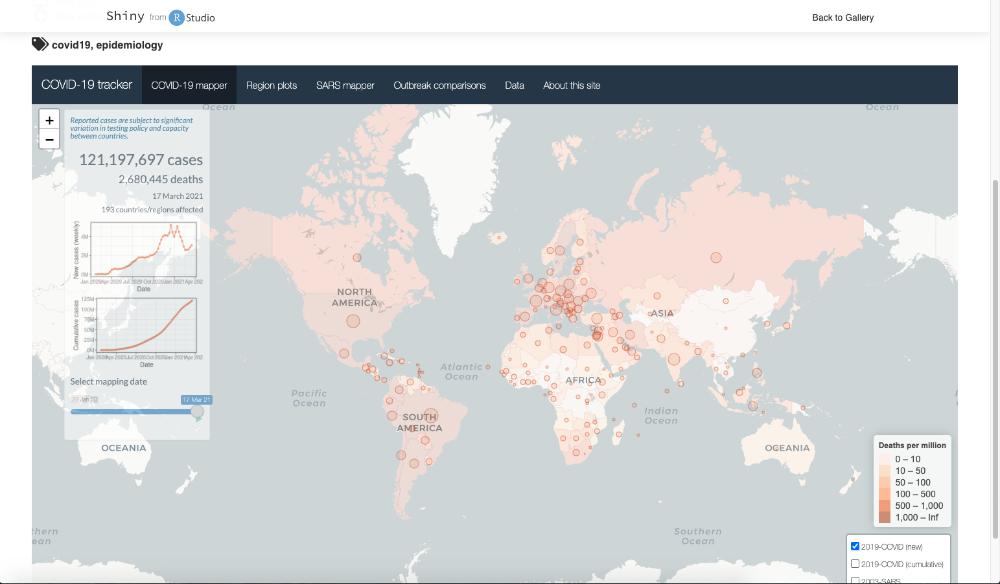 View app
View code
Shiny from R Studio
Back to Gallery
covid19, epidemiology
COVID-19 tracker
COVID-19 mapper
Region plots
SARS mapper
Outbreak comparisons
Data
About this site
Ocean
Ocean
+
−
Reported cases are subject to significant
variation in testing policy and capacity
between countries.
121,197,697 cases
2,680,445 deaths
17 March 2021
193 countries/regions affected
New cases (weekly)
4M
2M
0M
Jan 2020 Apr 2020 Jul 2020 Oct 2020 Jan 2021 Apr 202
Date
Cumulative cases
125M
100M
75M
50M
25M
0M
Jan 2020 Apr 2020 Jul 2020 Oct 2020 Jan 2021 Apr 202
Date
Select mapping date
22 Jan 20
17 Mar 21
OCEANIA
NORTH
AMERICA
ASIA
Atlantic
Ocean
AFRICA
Pacific
Ocean
Indian
Ocean
SOUTH
AMERICA
OCEANIA
Deaths per million
0 – 10
10 – 50
50 – 100
100 – 500
500 – 1,000
1,000 – Inf
thern
ean
Southern
Ocean
2019-COVID (new)
2019-COVID (cumulative)
2003-SARS